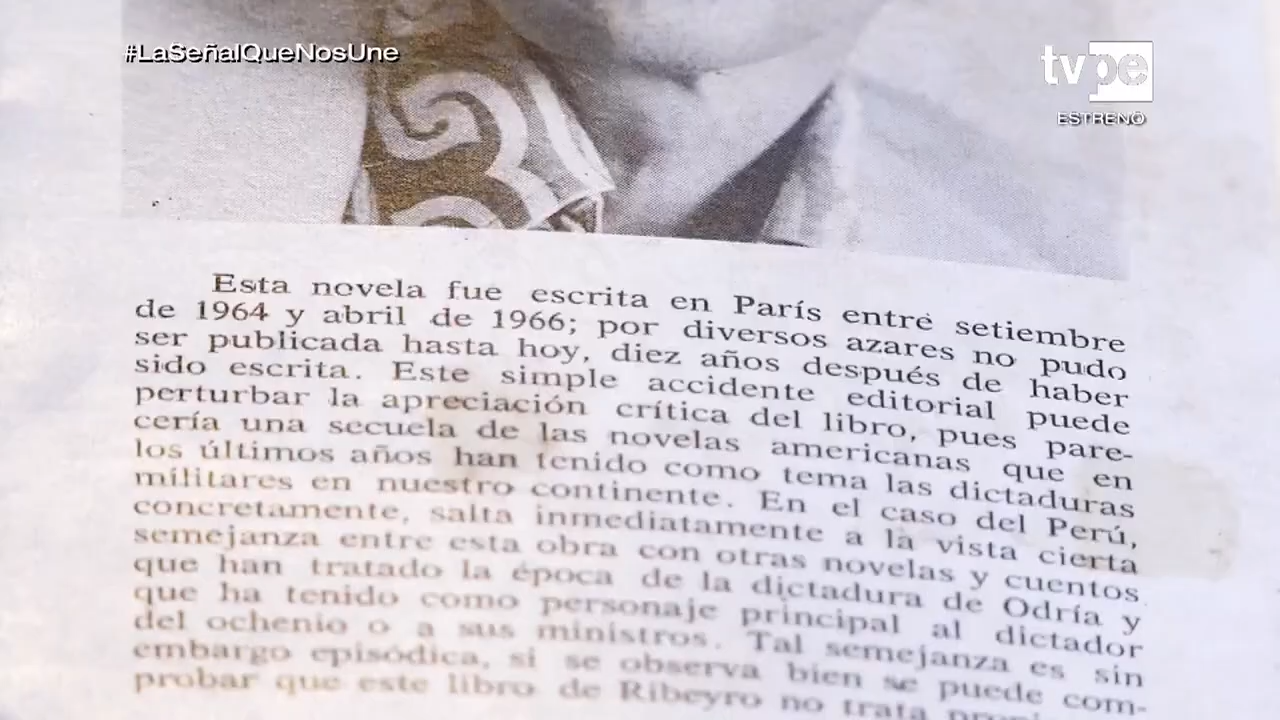 #LaSeñalQueNosUne
tvpe
ESTRENO
Esta novela fue escrita en París entre setiembre
de 1964 y abril de 1966; por diversos azares no pudo
ser publicada hasta hoy, diez años después de haber
sido escrita. Este simple accidente editorial puede
perturbar la apreciación crítica del libro, pues pare-
cería una secuela de las novelas americanas que en
los últimos años han tenido como tema las dictaduras
militares en nuestro continente. En el caso del Perú,
concretamente, salta inmediatamente a la vista cierta
semejanza entre esta obra con otras novelas y cuentos
que han tratado la época de la dictadura de Odría y
que ha tenido como personaje principal al dictador
del ochenio o a sus ministros. Tal semejanza es sin
embargo episódica, si se observa bien se puede com-
probar que este libro de Ribeyro no trata